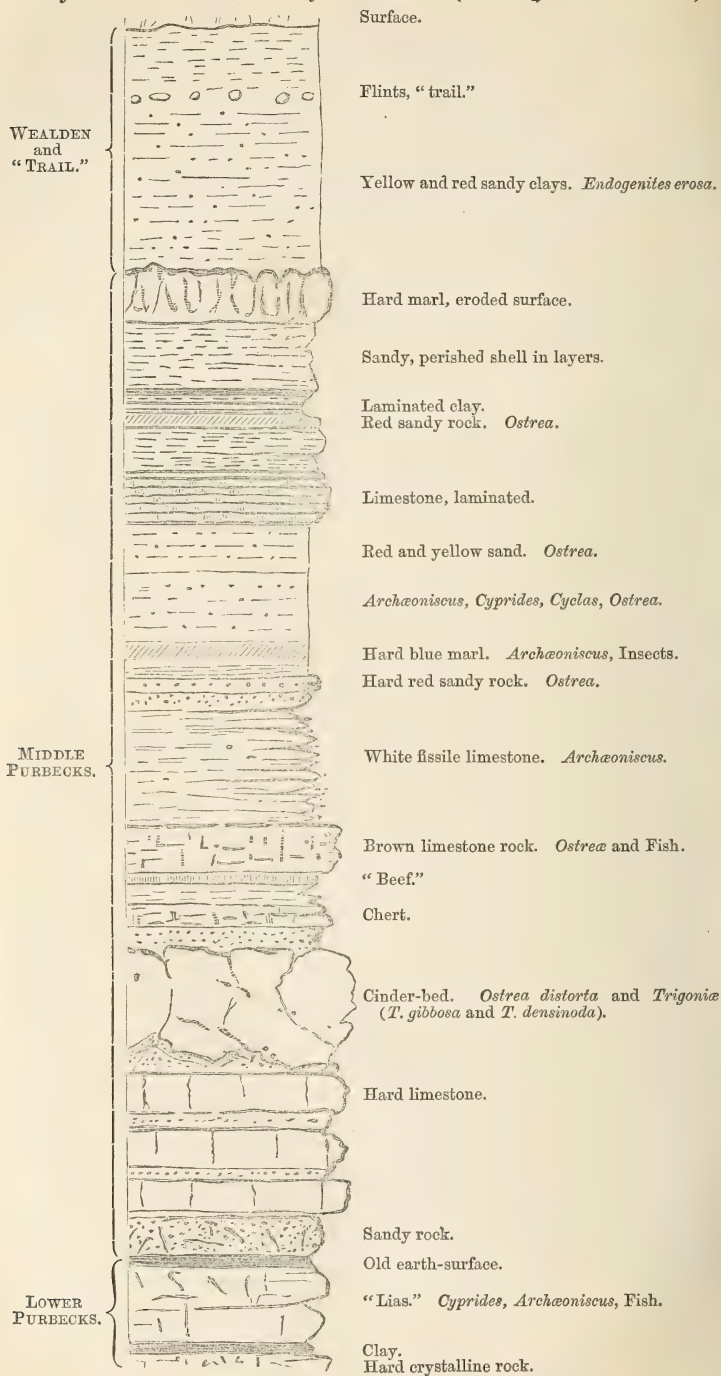 Surface.
Flints, “ trail.”
WEALDEN
and
“ TRAIL.”
Yellow and red sandy clays. Endogenites erosa.
Hard marl, eroded surface.
Sandy, perished shell in layers.
Laminated clay.
Red sandy rock. Ostrea.
Limestone, laminated.
Red and yellow sand. Ostrea.
Archæoniscus, Cyprides, Cyclas, Ostrea.
Hard blue marl. Archæoniscus, Insects.
Hard red sandy rock. Ostrea.
MIDDLE
PURBECKS.
White fissile limestone. Archæoniscus.
Brown limestone rock. Ostreæ and Fish.
“ Beef.”
Chert.
Cinder-bed. Ostrea distorta and Trigoniæ
(T. gibbosa and T. densinoda).
Hard limestone.
Sandy rock.
Old earth-surface.
LOWER
PURBECKS.
“Lias.” Cyprides, Archæoniscus, Fish.
Clay.
Hard crystalline rock.